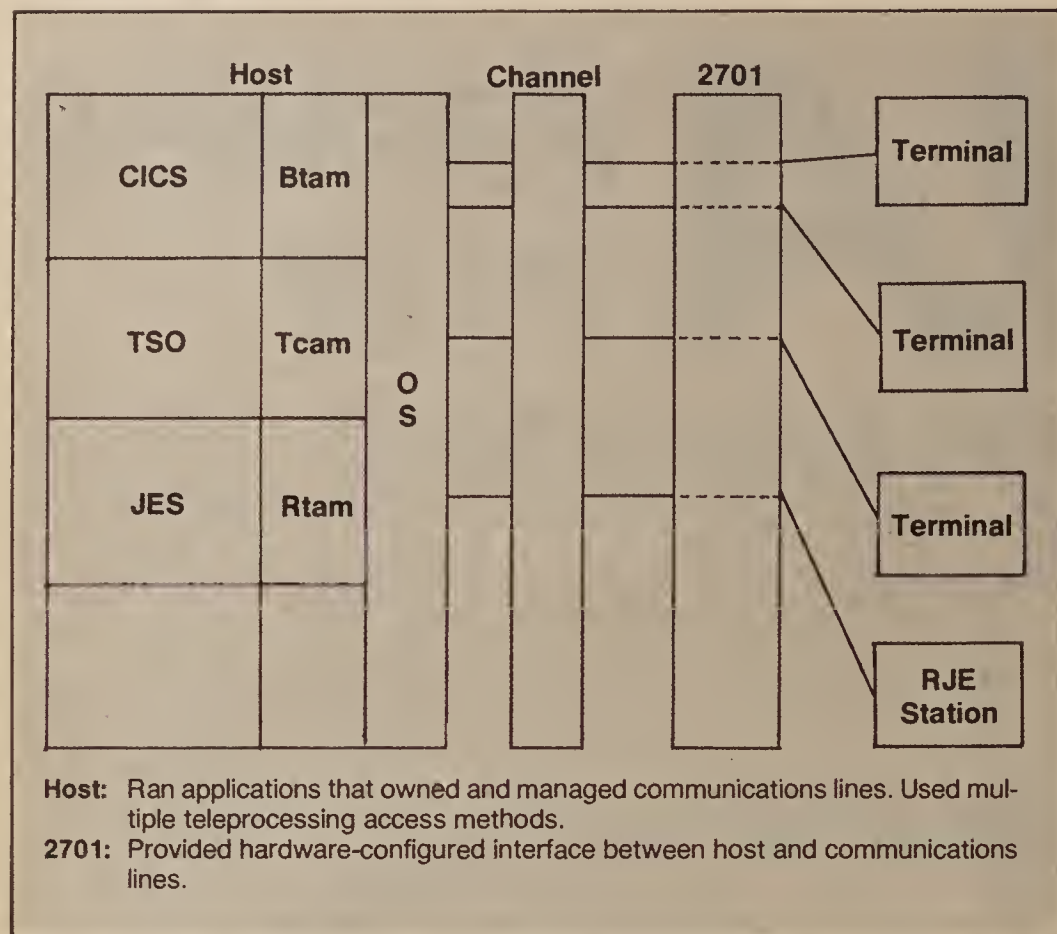 Host
Channel
2701
CICS
Btam
Terminal
TSO
Tcam
O
S
Terminal
JES
Rtam
Terminal
RJE
Station
Host: Ran applications that owned and managed communications lines. Used mul-
tiple teleprocessing access methods.
2701: Provided hardware-configured interface between host and communications
lines.